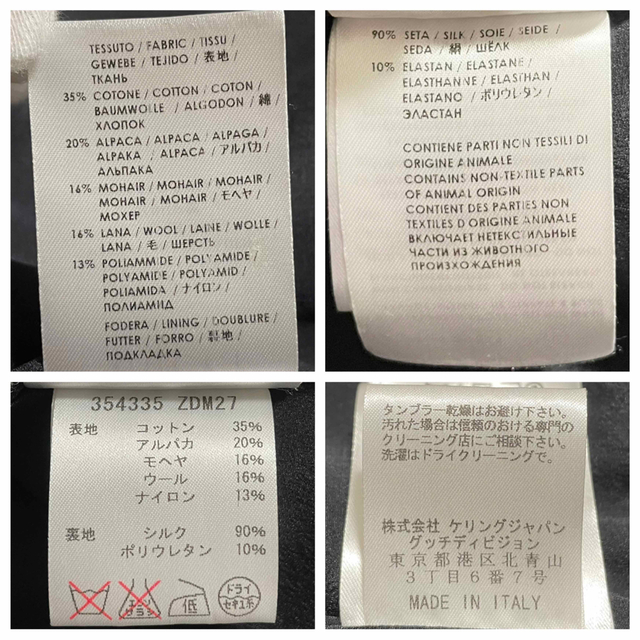 TESSUTO / FABRIC / TISSU /
GEWEBE / TEJIDO / 表地 /
ТКАНЬ
35% COTONE / COTTON / COTON /
BAUMWOLLE / ALGODON / 綿 /
ХЛОПОК
20% ALPACA / ALPACA / ALPAGA /
ALPAKA / ALPACA / アルパカ /
АЛЬПАКА
16% MOHAIR / MOHAIR / MOHAIR /
MOHAIR / MOHAIR / モヘヤ /
МОХЕР
16% LANA / WOOL / LAINE / WOLLE /
LANA / 毛 / ШЕРСТЬ
13% POLIAMMIDE / POLYAMIDE /
POLYAMIDE / POLYAMID /
POLIAMIDA / ナイロン /
ПОЛИАМИД
FODERA / LINING / DOUBLURE /
FUTTER / FORRO / 裏地 /
ПОДКЛАДКА
90% SETA / SILK / SOIE / SEIDE /
SEDA / 絹 / ШЁЛК
10% ELASTAN / ELASTANE /
ELASTHANNE / ELASTHAN /
ELASTANO / ポリウレタン /
ЭЛАСТАН
CONTIENE PARTI NON TESSILI DI
ORIGINE ANIMALE
CONTAINS NON-TEXTILE PARTS
OF ANIMAL ORIGIN
CONTIENT DES PARTIES NON
TEXTILES D'ORIGINE ANIMALE
ВКЛЮЧАЕТ НЕТЕКСТИЛЬНЫЕ
ЧАСТИ ИЗ ЖИВОТНОГО
ПРОИСХОЖДЕНИЯ
354335 ZDM27
表地 コットン 35%
アルパカ 20%
モヘヤ 16%
ウール 16%
ナイロン 13%
裏地 シルク 90%
ポリウレタン 10%
エンソ サラシ 低 ドライ セキユ系
タンブラー乾燥はお避け下さい。
汚れた場合は信頼のおける専門の
クリーニング店にご相談下さい。
洗濯はドライクリーニングで。
株式会社 ケリングジャパン
グッチディビジョン
東京都港区北青山
3丁目6番7号
MADE IN ITALY